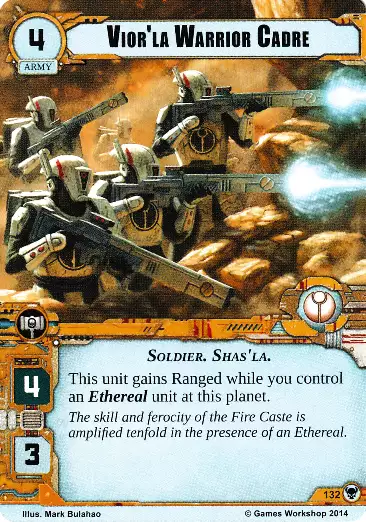 4
ARMY
VIOR'LA WARRIOR CADRE
SOLDIER. SHAS'LA.
4
This unit gains Ranged while you control
an Ethereal unit at this planet.
The skill and ferocity of the Fire Caste is
amplified tenfold in the presence of an Ethereal.
3
132
Illus. Mark Bulahao
© Games Workshop 2014